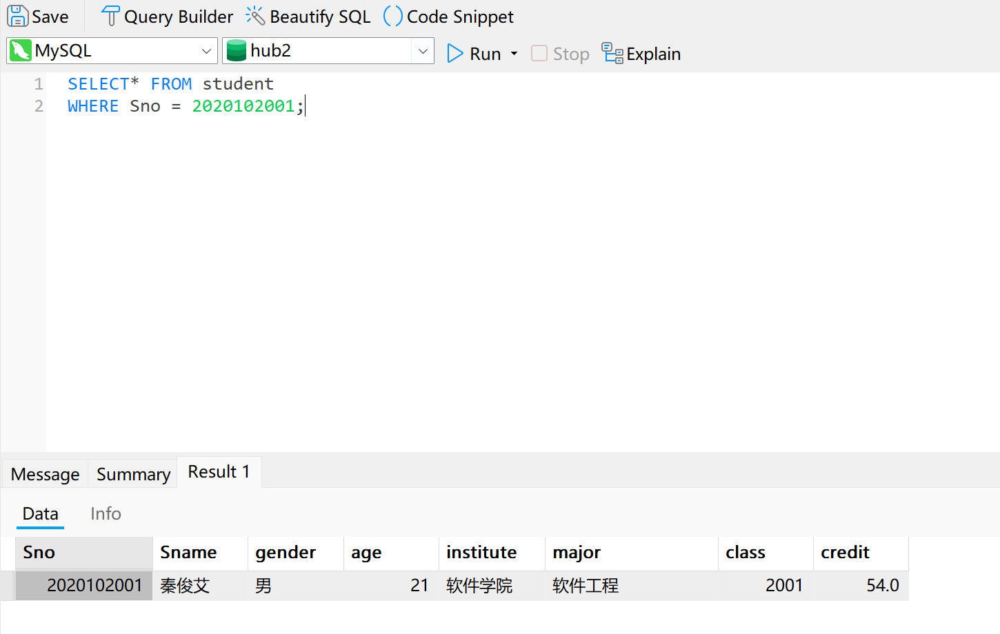 Save Query Builder Beautify SQL () Code Snippet
MySQL hub2 Run Stop Explain
1 SELECT* FROM student
2 WHERE Sno = 2020102001;
Message Summary Result 1
Data Info
Sno Sname gender age institute major class credit
2020102001 秦俊艾 男 21 软件学院 软件工程 2001 54.0